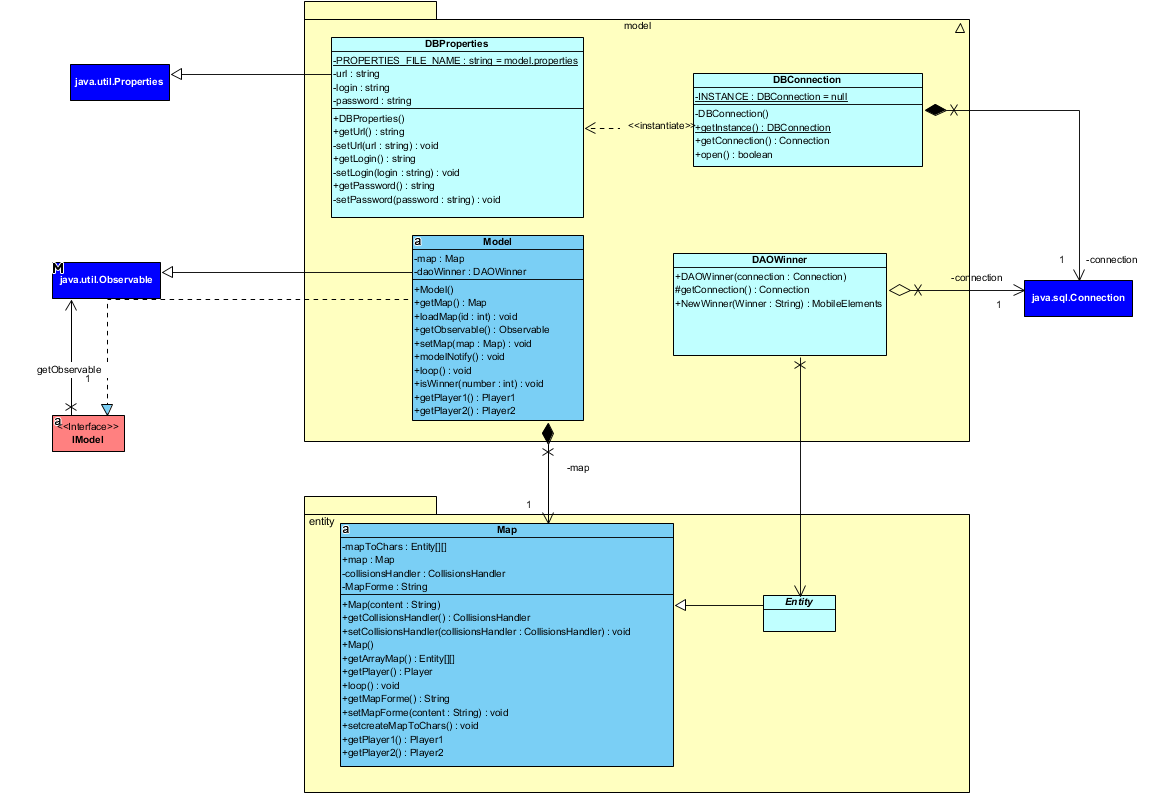 model
DBProperties
-PROPERTIES_FILE_NAME : string = model.properties
-url : string
-login : string
-password : string
+DBProperties()
+getUrl() : string
-setUrl(url : string) : void
+getLogin() : string
-setLogin(login : string) : void
+getPassword() : string
-setPassword(password : string) : void
java.util.Properties
<<instantiate>>
DBConnection
-INSTANCE : DBConnection = null
-DBConnection()
+getInstance() : DBConnection
+getConnection() : Connection
+open() : boolean
1
-connection
java.sql.Connection
M
java.util.Observable
a
Model
-map : Map
-daoWinner : DAOWinner
+Model()
+getMap() : Map
+loadMap(id : int) : void
+getObservable() : Observable
+setMap(map : Map) : void
+modelNotify() : void
+loop() : void
+isWinner(number : int) : void
+getPlayer1() : Player1
+getPlayer2() : Player2
DAOWinner
+DAOWinner(connection : Connection)
#getConnection() : Connection
+NewWinner(Winner : String) : MobileElements
-connection
1
getObservable
1
a
<<Interface>>
IModel
-map
1
entity
a
Map
-mapToChars : Entity[][]
+map : Map
-collisionsHandler : CollisionsHandler
-MapForme : String
+Map(content : String)
+getCollisionsHandler() : CollisionsHandler
+setCollisionsHandler(collisionsHandler : CollisionsHandler) : void
+Map()
+getArrayMap() : Entity[][]
+getPlayer() : Player
+loop() : void
+getMapForme() : String
+setMapForme(content : String) : void
+setcreateMapToChars() : void
+getPlayer1() : Player1
+getPlayer2() : Player2
Entity